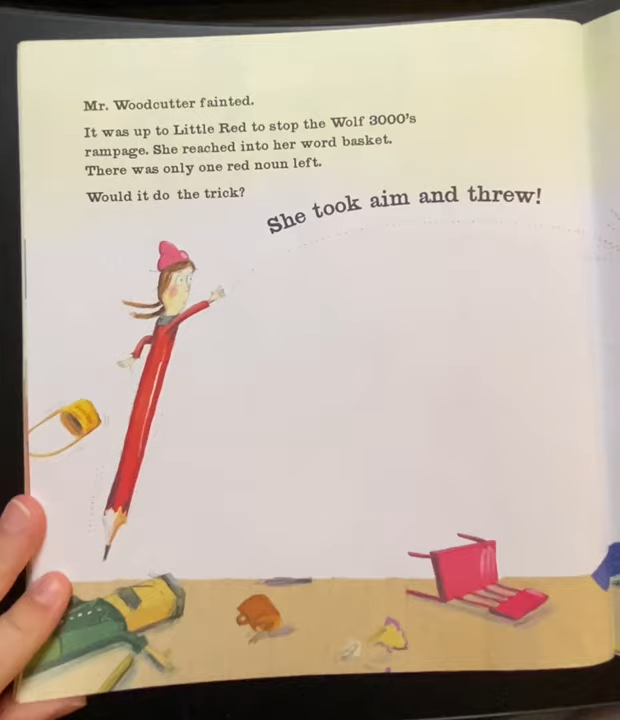 Mr. Woodcutter fainted.
It was up to Little Red to stop the Wolf 3000's
rampage. She reached into her word basket.
There was only one red noun left.
Would it do the trick?
She took aim and threw!